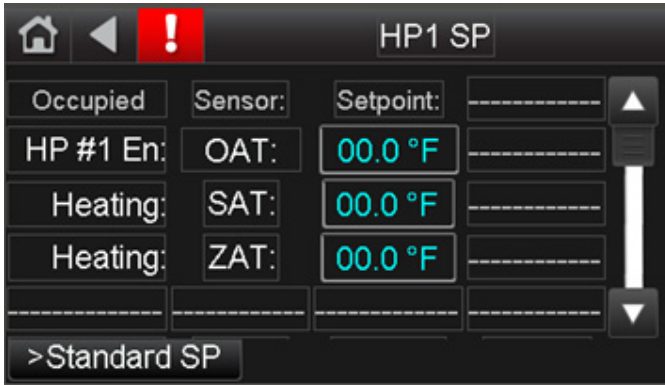 ! HP1 SP
Occupied Sensor: Setpoint: ------------
HP #1 En: OAT: 00.0 °F ------------
Heating: SAT: 00.0 °F ------------
Heating: ZAT: 00.0 °F ------------
------------ ------------ ------------ ------------
>Standard SP